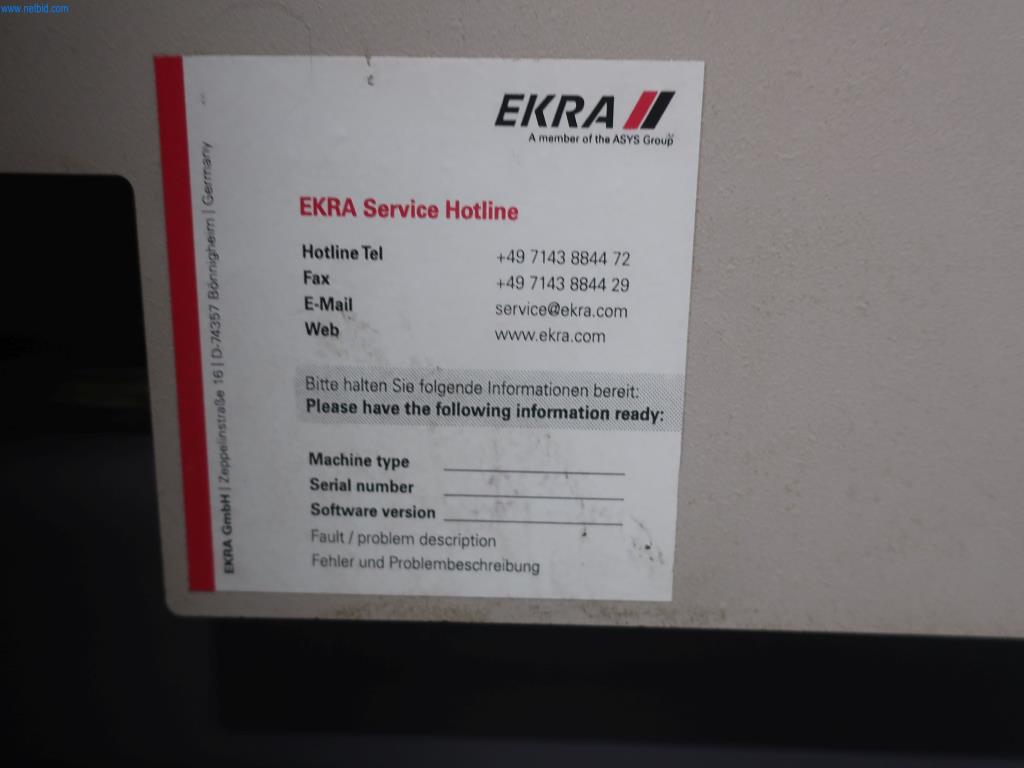 www.netbid.com
EKRA
A member of the ASYS Group
EKRA Service Hotline
Hotline Tel +49 7143 8844 72
Fax +49 7143 8844 29
E-Mail service@ekra.com
Web www.ekra.com
Bitte halten Sie folgende Informationen bereit:
Please have the following information ready:
Machine type
Serial number
Software version
Fault / problem description
Fehler und Problembeschreibung
EKRA GmbH | Zeppelinstraße 16 | D-74357 Bönnigheim | Germany